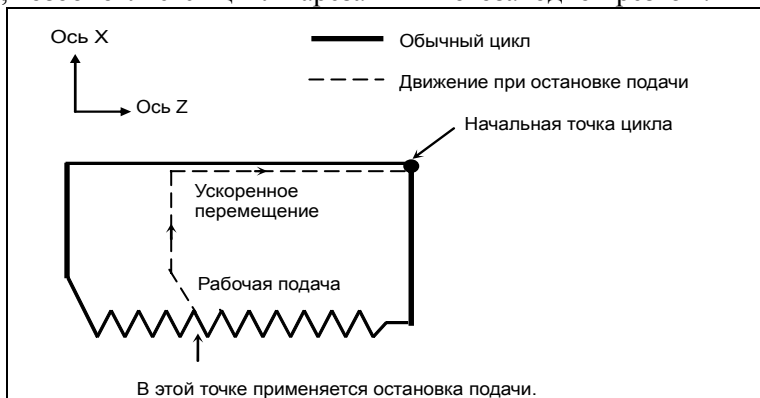 Ось X
Обычный цикл
Движение при остановке подачи
Ось Z
Начальная точка цикла
Ускоренное
перемещение
Рабочая подача
В этой точке применяется остановка подачи.